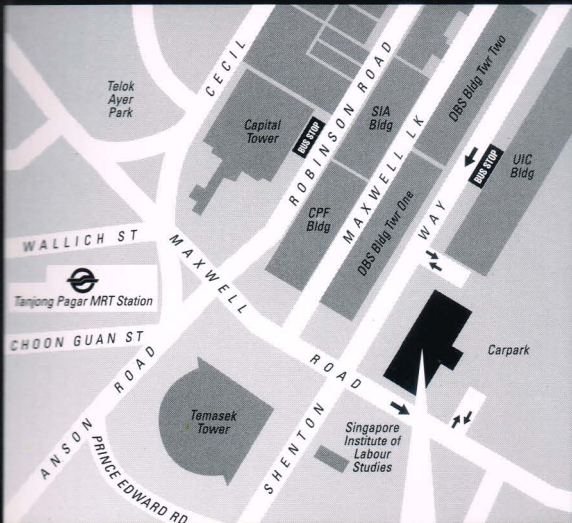 CECIL
Telok
Ayer
Park
Capital
Tower
BUS STOP
ROBINSON ROAD
SIA
Bldg
MAXWELL LK
DBS Bldg Twr Two
BUS STOP
UIC
Bldg
CPF
Bldg
DBS Bldg Twr One
WAY
WALLICH ST
MAXWELL
Tanjong Pagar MRT Station
CHOON GUAN ST
ROAD
Carpark
ANSON ROAD
Temasek
Tower
SHENTON
Singapore
Institute of
Labour
Studies
PRINCE EDWARD RD